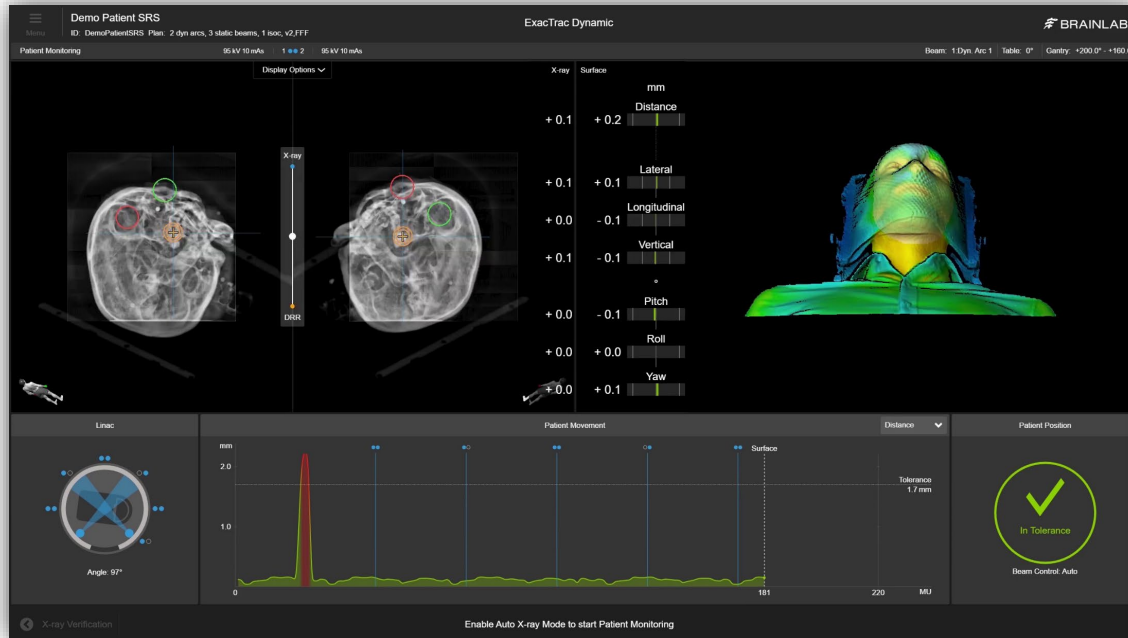 Menu
Demo Patient SRS
ID: DemoPatientSRS Plan: 2 dyn arcs, 3 static beams, 1 isoc, v2,FFF
ExacTrac Dynamic
BRAINLAB
Patient Monitoring
95 kV 10 mAs
1 2
95 kV 10 mAs
Beam: 1:Dyn. Arc 1 Table: 0° Gantry: +200.0° - +160.0
Display Options
X-ray
DRR
X-ray Surface
mm
Distance
+ 0.1 + 0.2
Lateral
+ 0.1 + 0.1
Longitudinal
+ 0.0 - 0.1
Vertical
+ 0.1 - 0.1
Pitch
+ 0.0 - 0.1
Roll
+ 0.0 + 0.0
Yaw
+ 0.0 + 0.1
Linac
Angle: 97°
Patient Movement
Distance
mm
2.0
1.0
0
Surface
Tolerance
1.7 mm
181
220
MU
Patient Position
In Tolerance
Beam Control: Auto
X-ray Verification
Enable Auto X-ray Mode to start Patient Monitoring